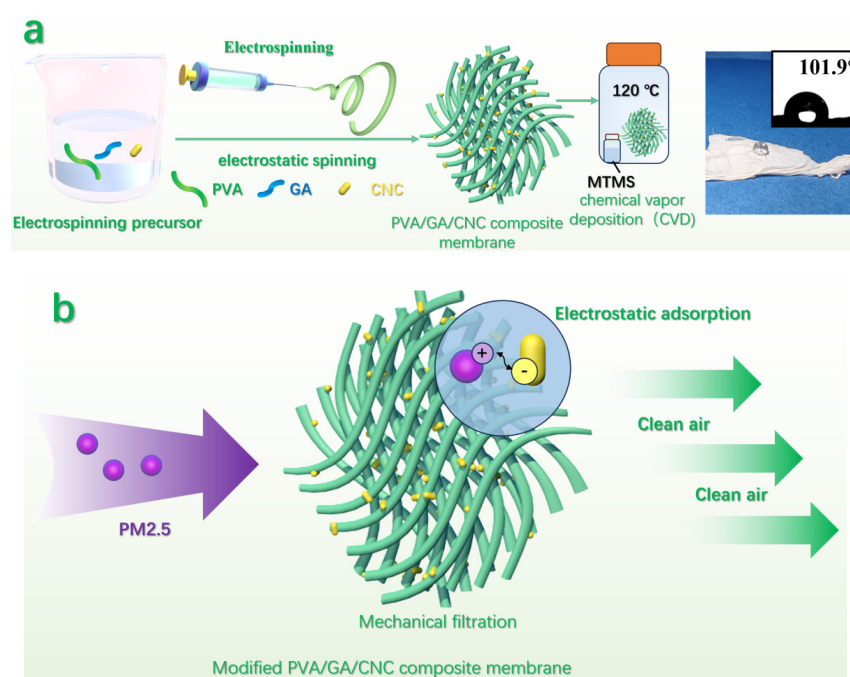 a
Electrospinning
120 ℃
101.9°
electrostatic spinning
PVA GA CNC
MTMS
Electrospinning precursor
PVA/GA/CNC composite
membrane
chemical vapor
deposition（CVD）
b
Electrostatic adsorption
+
-
Clean air
Clean air
PM2.5
Mechanical filtration
Modified PVA/GA/CNC composite membrane